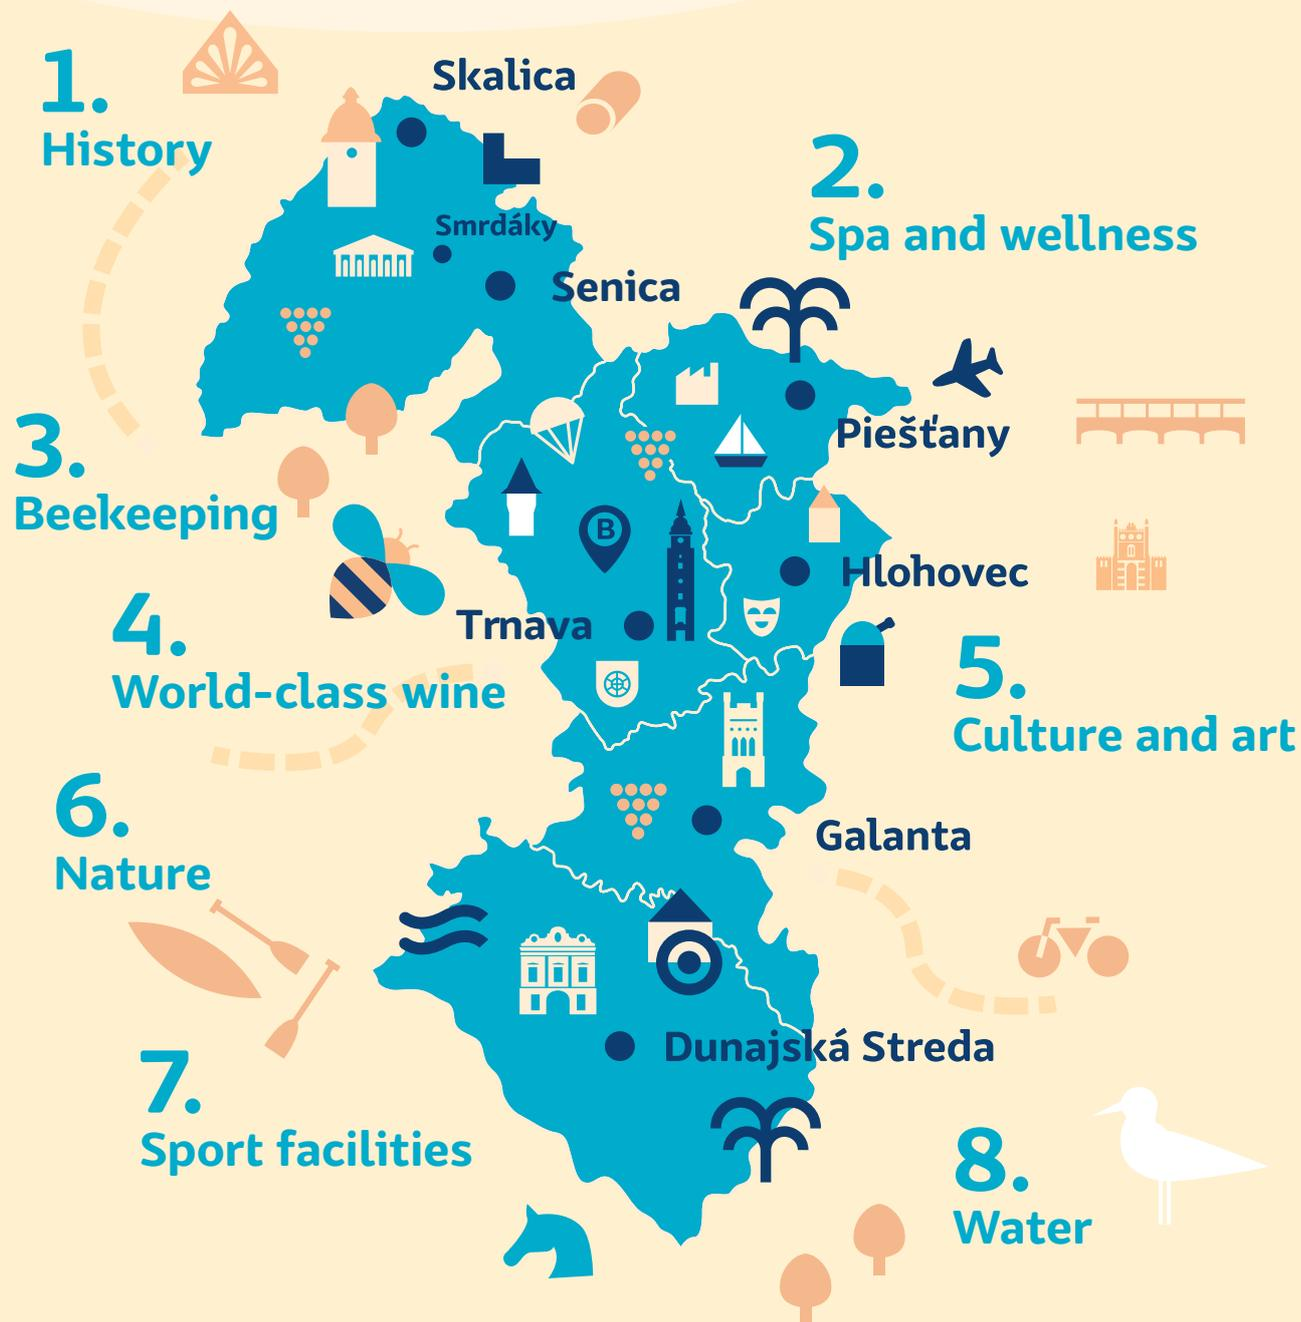 1.
History
Skalica
2.
Spa and wellness
Smrdáky
Senica
3.
Beekeeping
Piešťany
B
Hlohovec
4.
World-class wine
Trnava
5.
Culture and art
6.
Nature
Galanta
7.
Sport facilities
Dunajská Streda
8.
Water